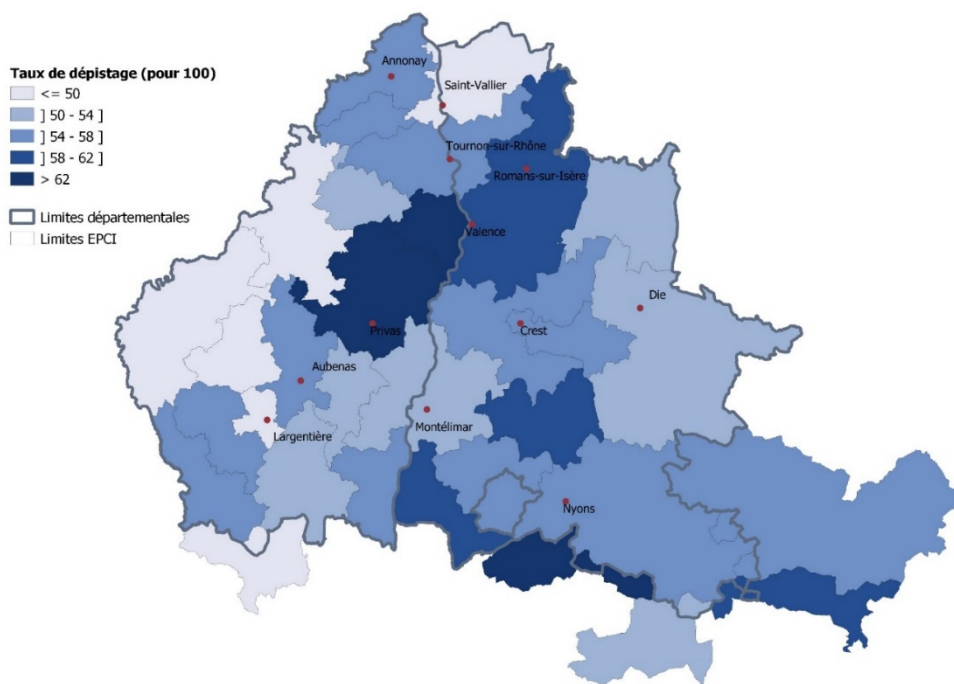 Taux de dépistage (pour 100)
<= 50
] 50 - 54 ]
] 54 - 58 ]
] 58 - 62 ]
> 62
Limites départementales
Limites EPCI
Annonay
Saint-Vallier
Tournon-sur-Rhône
Romans-sur-Isère
Valence
Die
Privas
Crest
Aubenas
Montélimar
Largentière
Nyons